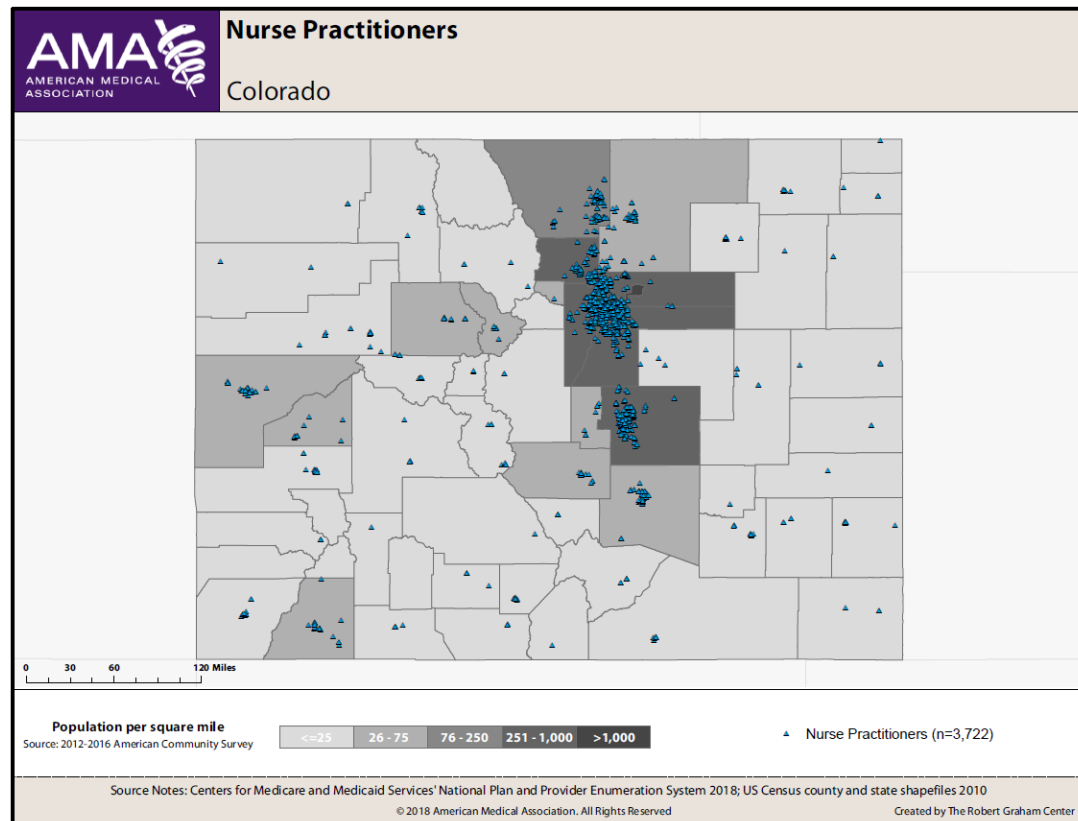 AMA
AMERICAN MEDICAL
ASSOCIATION
Nurse Practitioners
Colorado
0 30 60 120 Miles
Population per square mile
Source: 2012-2016 American Community Survey
<=25 26 - 75 76 - 250 251 - 1,000 >1,000
Nurse Practitioners (n=3,722)
Source Notes: Centers for Medicare and Medicaid Services' National Plan and Provider Enumeration System 2018; US Census county and state shapefiles 2010
© 2018 American Medical Association. All Rights Reserved
Created by The Robert Graham Center